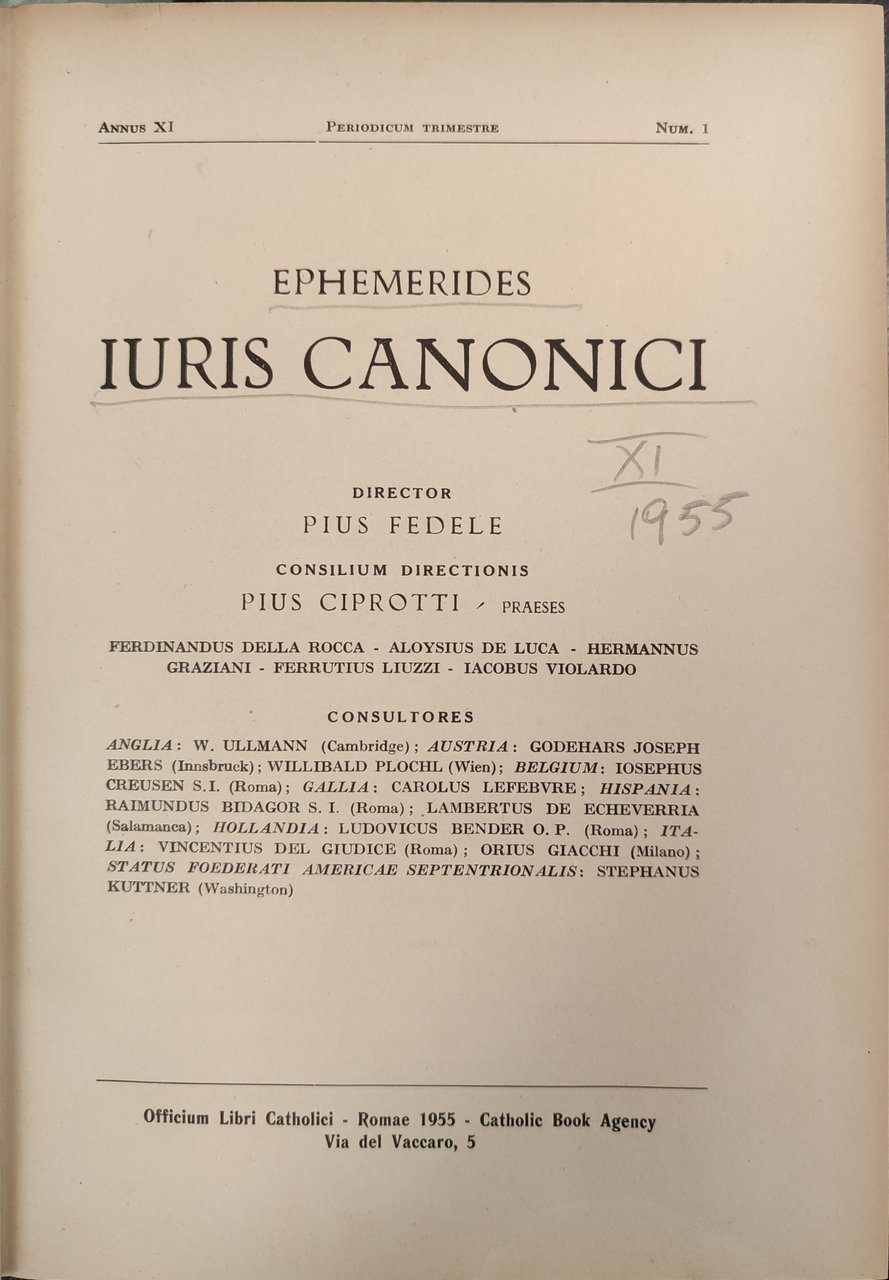 Annus XI Periodicum trimestre Num. 1
EPHEMERIDES
IURIS CANONICI
XI
1955
DIRECTOR
PIUS FEDELE
CONSILIUM DIRECTIONIS
PIUS CIPROTTI - PRAESES
FERDINANDUS DELLA ROCCA - ALOYSIUS DE LUCA - HERMANNUS
GRAZIANI - FERRUTIUS LIUZZI - IACOBUS VIOLARDO
CONSULTORES
ANGLIA: W. ULLMANN (Cambridge); AUSTRIA: GODEHARS JOSEPH
EBERS (Innsbruck); WILLIBALD PLOCHL (Wien); BELGIUM: IOSEPHUS
CREUSEN S.I. (Roma); GALLIA: CAROLUS LEFEBVRE; HISPANIA:
RAIMUNDUS BIDAGOR S. I. (Roma); LAMBERTUS DE ECHEVERRIA
(Salamanca); HOLLANDIA: LUDOVICUS BENDER O. P. (Roma); ITA-
LIA: VINCENTIUS DEL GIUDICE (Roma); ORIUS GIACCHI (Milano);
STATUS FOEDERATI AMERICAE SEPTENTRIONALIS: STEPHANUS
KUTTNER (Washington)
Officium Libri Catholici - Romae 1955 - Catholic Book Agency
Via del Vaccaro, 5